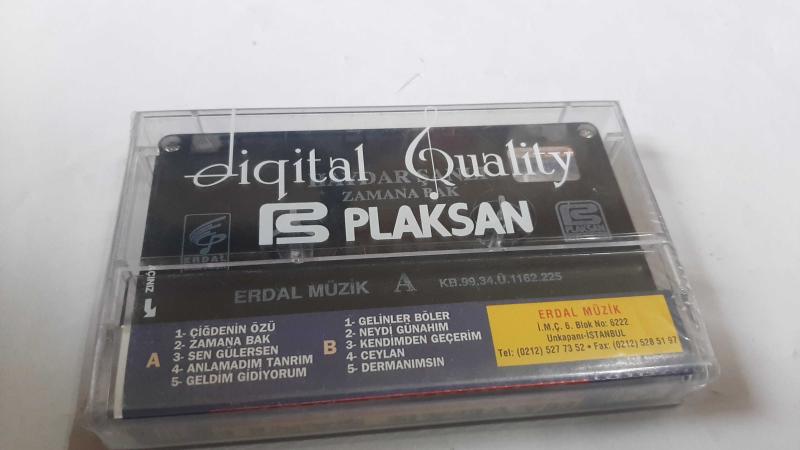 digital Quality
ZAMANA BAK
PLAKSAN
ERDAL
PLAKSAN
AÇINIZ
ERDAL MÜZİK A KB.99.34.Ü.1162.225
A
1- ÇİĞDENİN ÖZÜ
2- ZAMANA BAK
3- SEN GÜLERSEN
4- ANLAMADIM TANRIM
5- GELDIM GİDİYORUM
B
1- GELİNLER BÖLER
2- NEYDİ GÜNAHIM
3- KENDIMDEN GEÇERİM
4- CEYLAN
5- DERMANIMSIN
ERDAL MÜZİK
İ.M.Ç. 6. Blok No: 6222
Unkapanı-İSTANBUL
Tel: (0212) 527 73 52 • Fax: (0212) 528 51 97